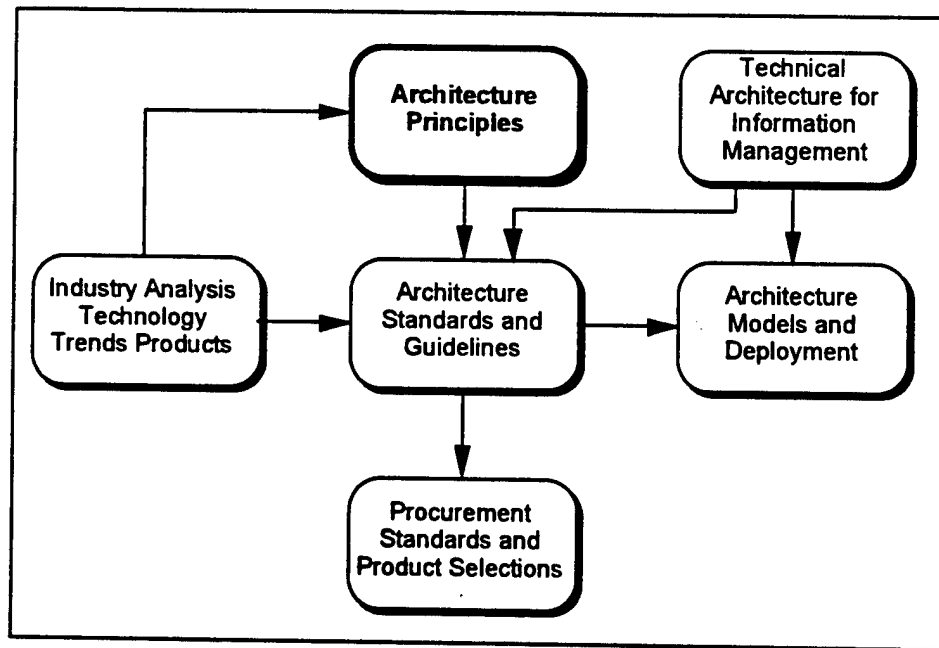 Architecture
Principles
Technical
Architecture for
Information
Management
Industry Analysis
Technology
Trends Products
Architecture
Standards and
Guidelines
Architecture
Models and
Deployment
Procurement
Standards and
Product Selections